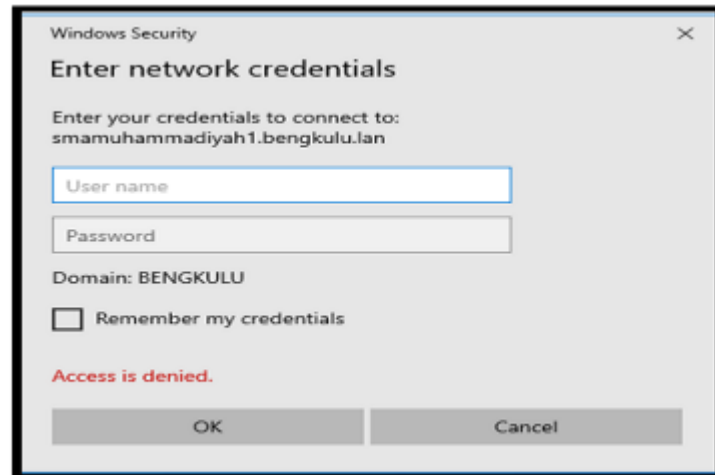 Windows Security
Enter network credentials
Enter your credentials to connect to:
smamuhammadiyah1.bengkulu.lan
User name
Password
Domain: BENGKULU
Remember my credentials
Access is denied.
OK Cancel